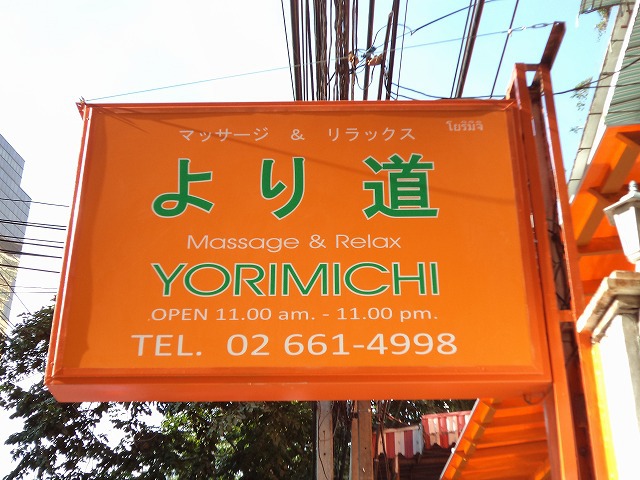 マッサージ & リラックス
โยริมิจิ
より道
Massage & Relax
YORIMICHI
OPEN 11.00 am. - 11.00 pm.
TEL. 02 661-4998